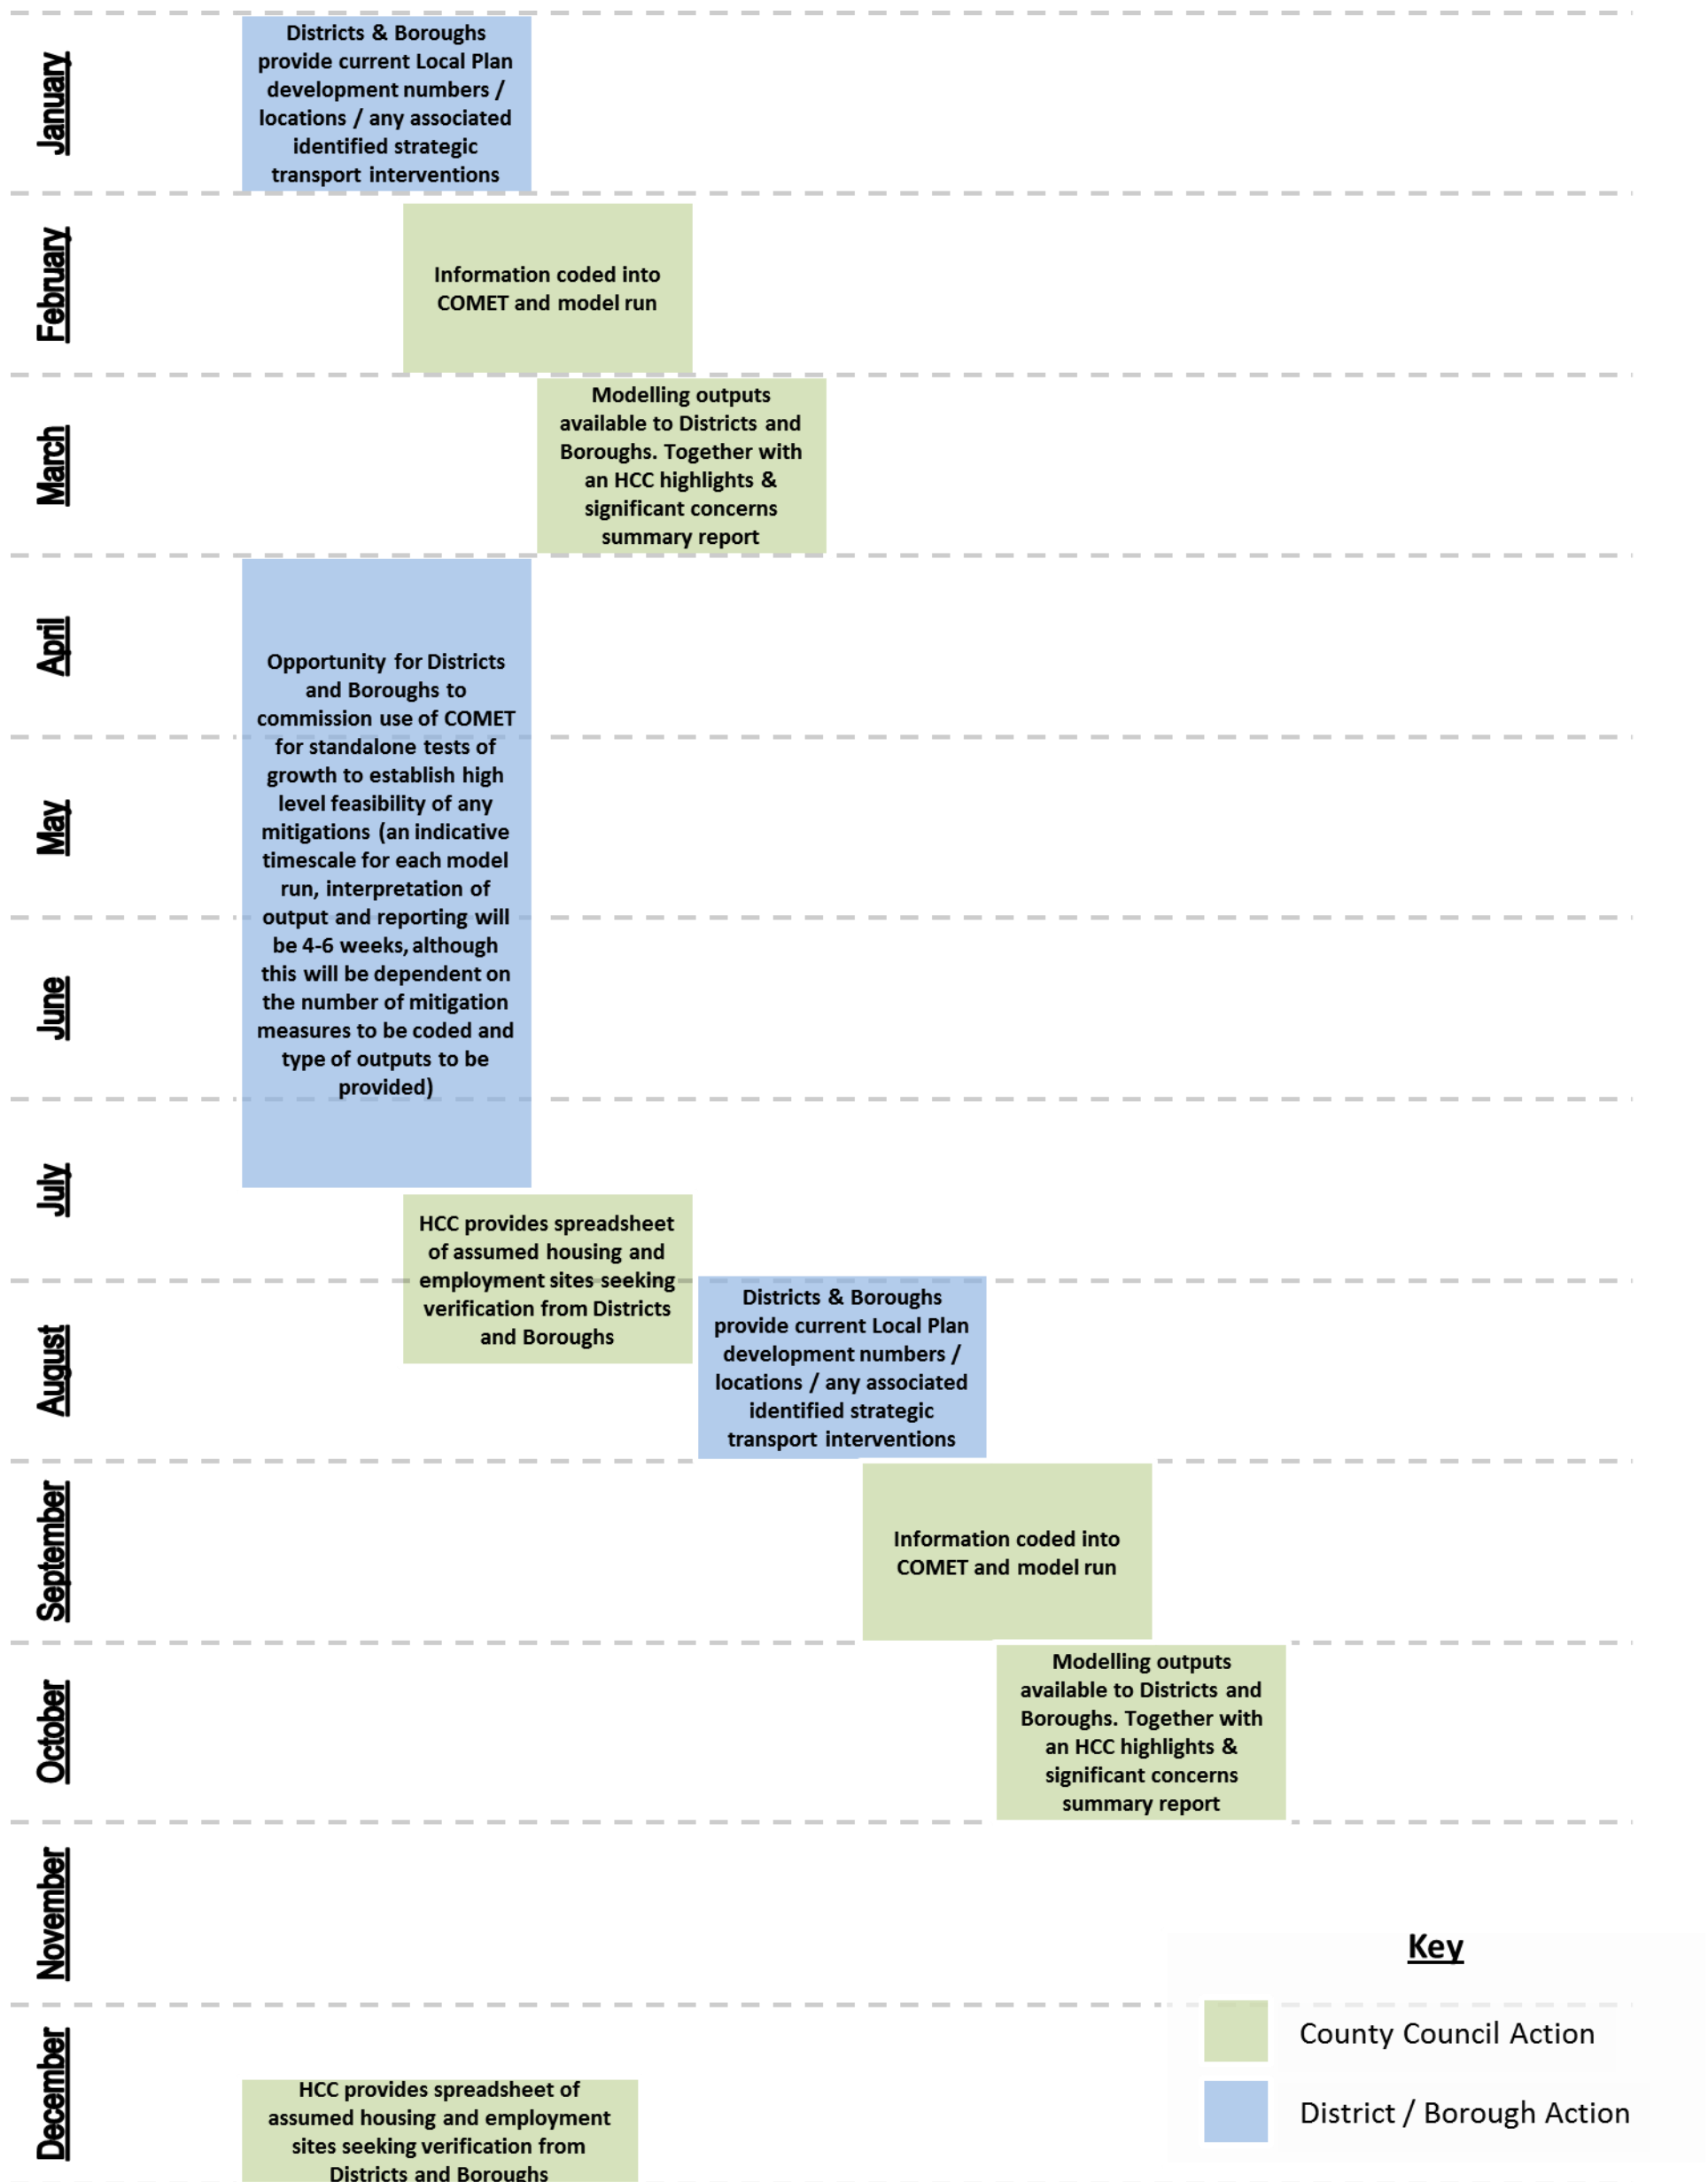 January
Districts & Boroughs
provide current Local Plan
development numbers /
locations / any associated
identified strategic
transport interventions
February
Information coded into
COMET and model run
March
Modelling outputs
available to Districts and
Boroughs. Together with
an HCC highlights &
significant concerns
summary report
April
May
June
July
Opportunity for Districts
and Boroughs to
commission use of COMET
for standalone tests of
growth to establish high
level feasibility of any
mitigations (an indicative
timescale for each model
run, interpretation of
output and reporting will
be 4-6 weeks, although
this will be dependent on
the number of mitigation
measures to be coded and
type of outputs to be
provided)
HCC provides spreadsheet
of assumed housing and
employment sites seeking
verification from Districts
and Boroughs
August
Districts & Boroughs
provide current Local Plan
development numbers /
locations / any associated
identified strategic
transport interventions
September
Information coded into
COMET and model run
October
Modelling outputs
available to Districts and
Boroughs. Together with
an HCC highlights &
significant concerns
summary report
November
December
HCC provides spreadsheet of
assumed housing and employment
sites seeking verification from
Districts and Boroughs
Key
County Council Action
District / Borough Action